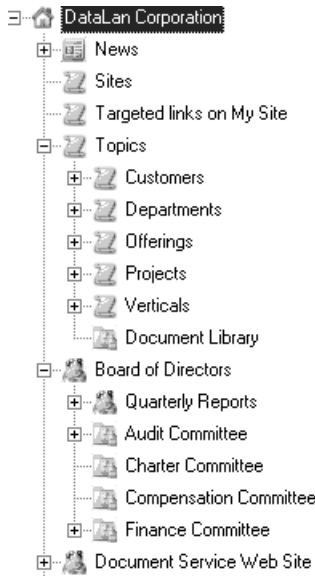 DataLan Corporation
News
Sites
Targeted links on My Site
Topics
Customers
Departments
Offerings
Projects
Verticals
Document Library
Board of Directors
Quarterly Reports
Audit Committee
Charter Committee
Compensation Committee
Finance Committee
Document Service Web Site